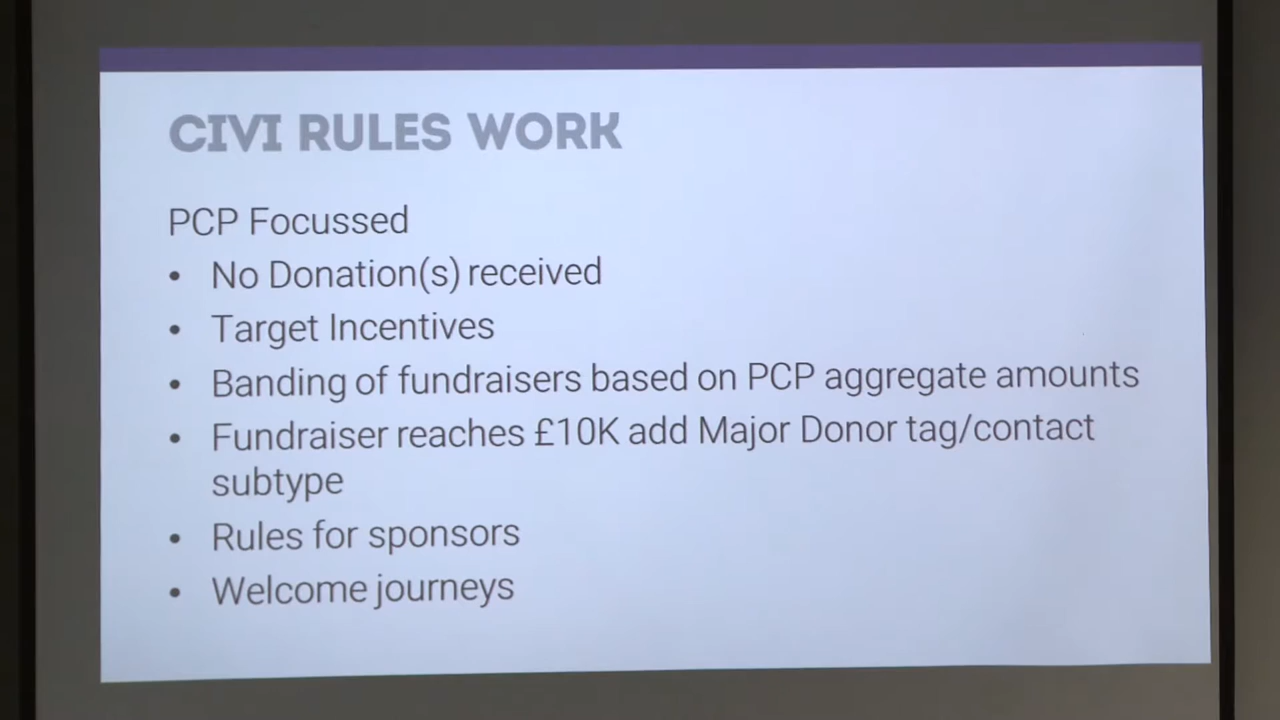 CIVI RULES WORK
PCP Focussed
• No Donation(s) received
• Target Incentives
• Banding of fundraisers based on PCP aggregate amounts
• Fundraiser reaches £10K add Major Donor tag/contact
subtype
• Rules for sponsors
• Welcome journeys